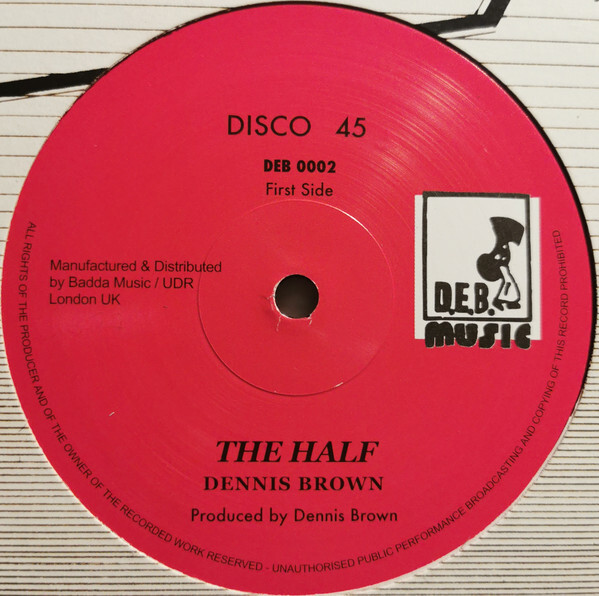 DISCO 45
DEB 0002
First Side
Manufactured & Distributed
by Badda Music / UDR
London UK
D.E.B.
MUSIC
THE HALF
DENNIS BROWN
Produced by Dennis Brown
ALL RIGHTS OF THE PRODUCER AND OF THE OWNER OF THE RECORDED WORK RESERVED - UNAUTHORISED PUBLIC PERFORMANCE BROADCASTING AND COPYING OF THIS RECORD PROHIBITED